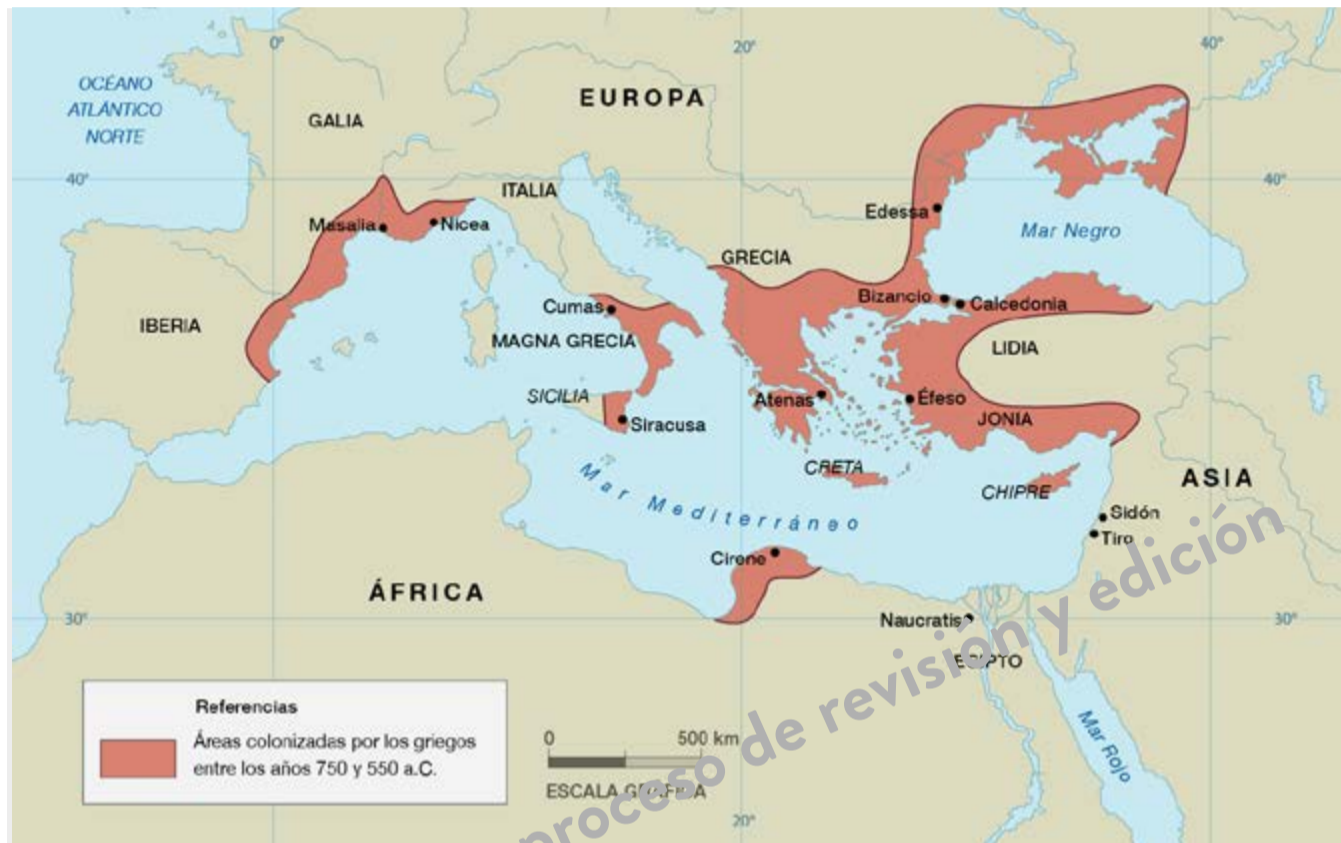 0°
20°
40°
OCÉANO
ATLÁNTICO
NORTE
EUROPA
GALIA
40°
40°
ITALIA
Masalia
Nicea
Edessa
Mar Negro
GRECIA
Bizancio
Calcedonia
Cumas
IBERIA
MAGNA GRECIA
LIDIA
SICILIA
Siracusa
Atenas
Éfeso
JONIA
CRETA
CHIPRE
ASIA
Mar Mediterráneo
Sidón
Tiro
Cirene
ÁFRICA
30°
30°
Naucratis
EGIPTO
Mar Rojo
Referencias
Áreas colonizadas por los griegos
entre los años 750 y 550 a.C.
0 500 km
ESCALA GRÁFICA
20°
proceso de revisión y edición